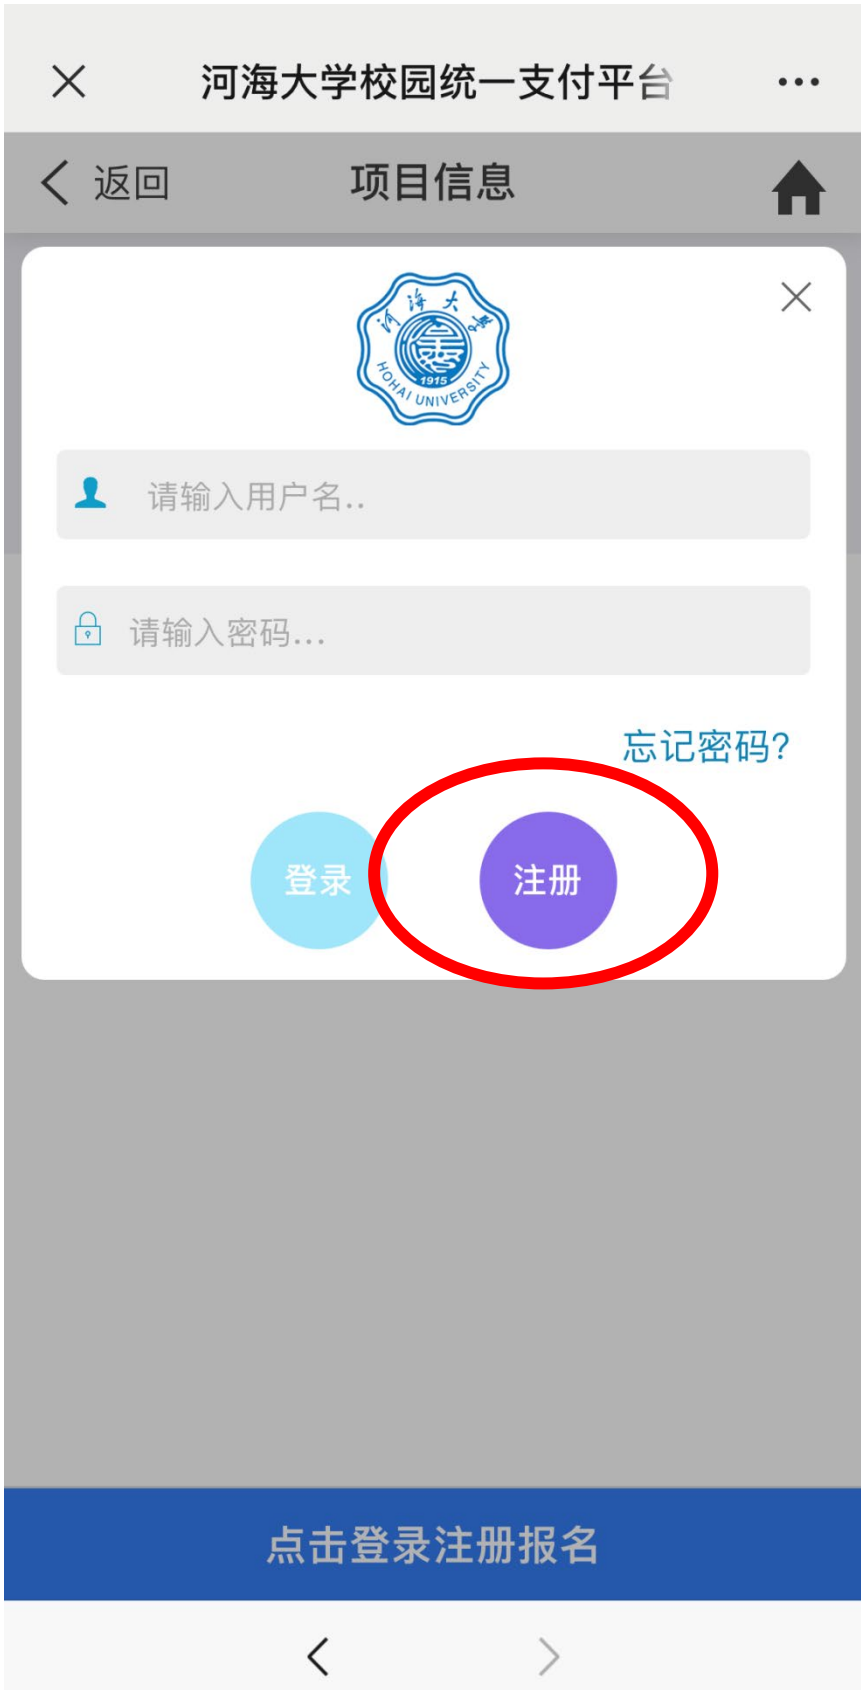 河海大学校园统一支付平台
返回 项目信息
河海大学
1915
HOHAI UNIVERSITY
请输入用户名..
请输入密码...
忘记密码?
登录 注册
点击登录注册报名